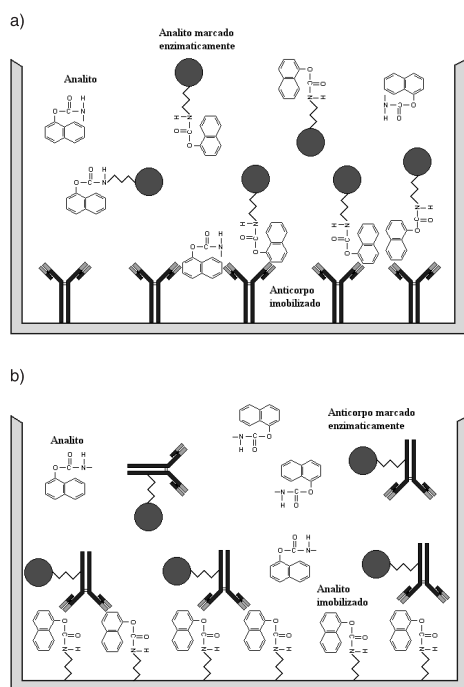 a)
Analito marcado
enzimaticamente
Analito
Anticorpo
imobilizado
b)
Analito
Anticorpo marcado
enzimaticamente
Analito
imobilizado